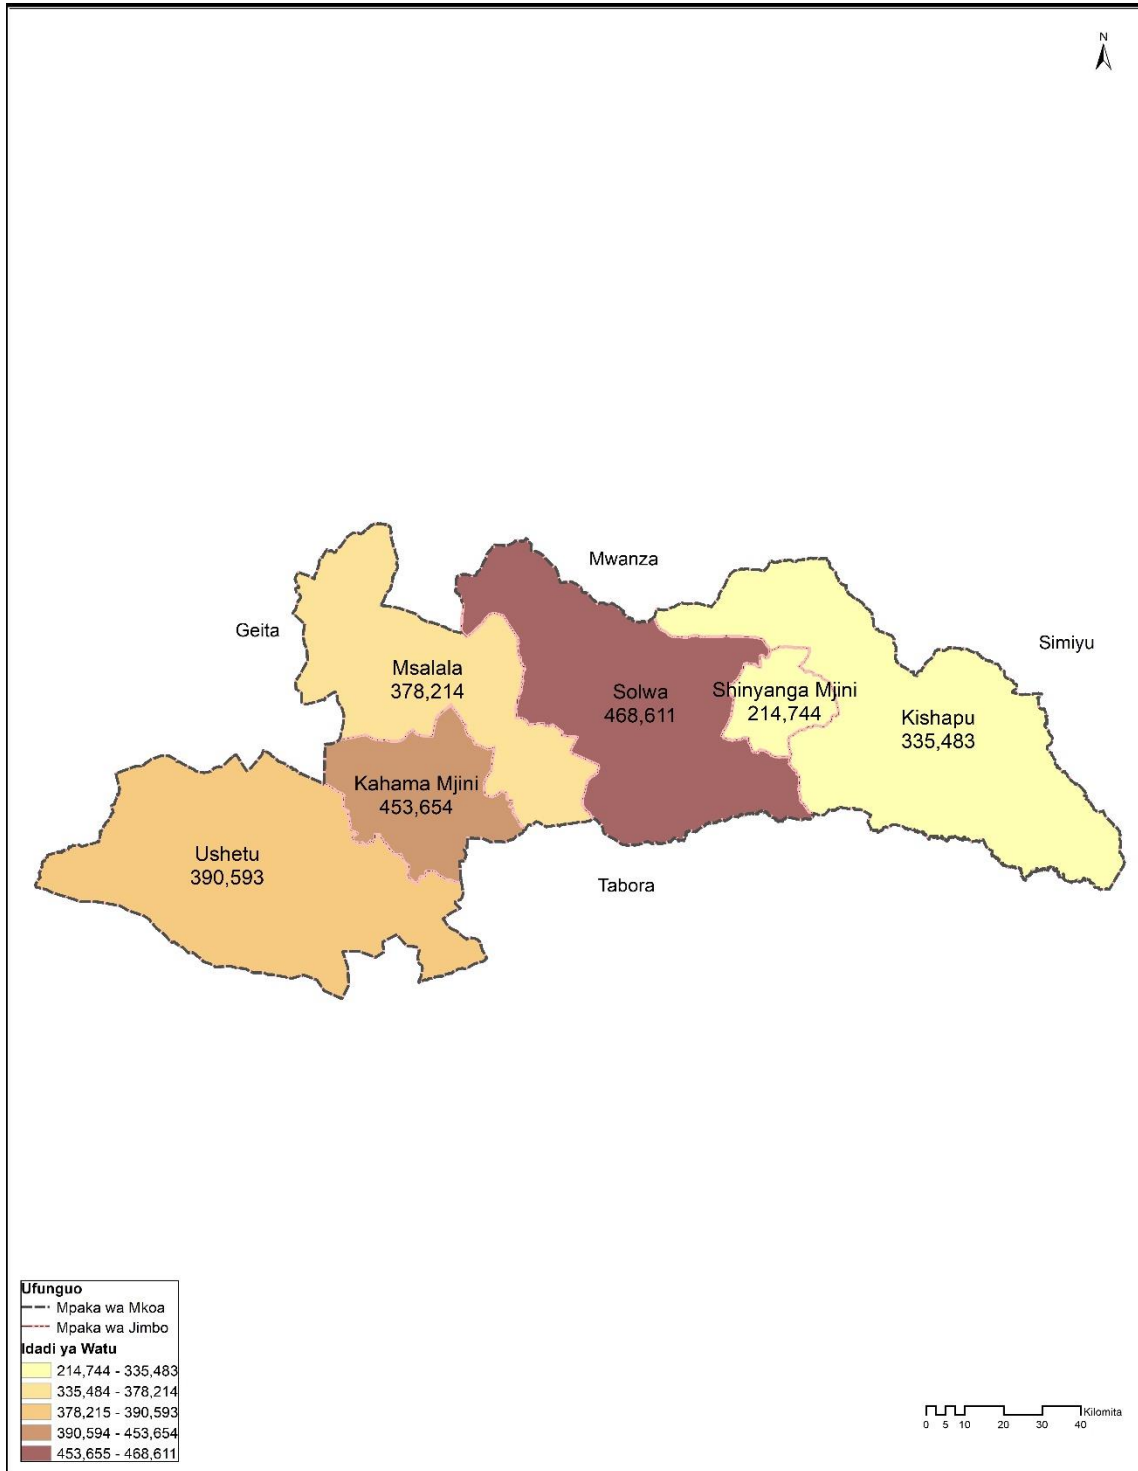 N
Mwanza
Geita
Simiyu
Msalala
378,214
Solwa
468,611
Shinyanga Mjini
214,744
Kishapu
335,483
Kahama Mjini
453,654
Ushetu
390,593
Tabora
Ufunguo
Mpaka wa Mkoa
Mpaka wa Jimbo
Idadi ya Watu
214,744 - 335,483
335,484 - 378,214
378,215 - 390,593
390,594 - 453,654
453,655 - 468,611
Kilomita
0 5 10 20 30 40